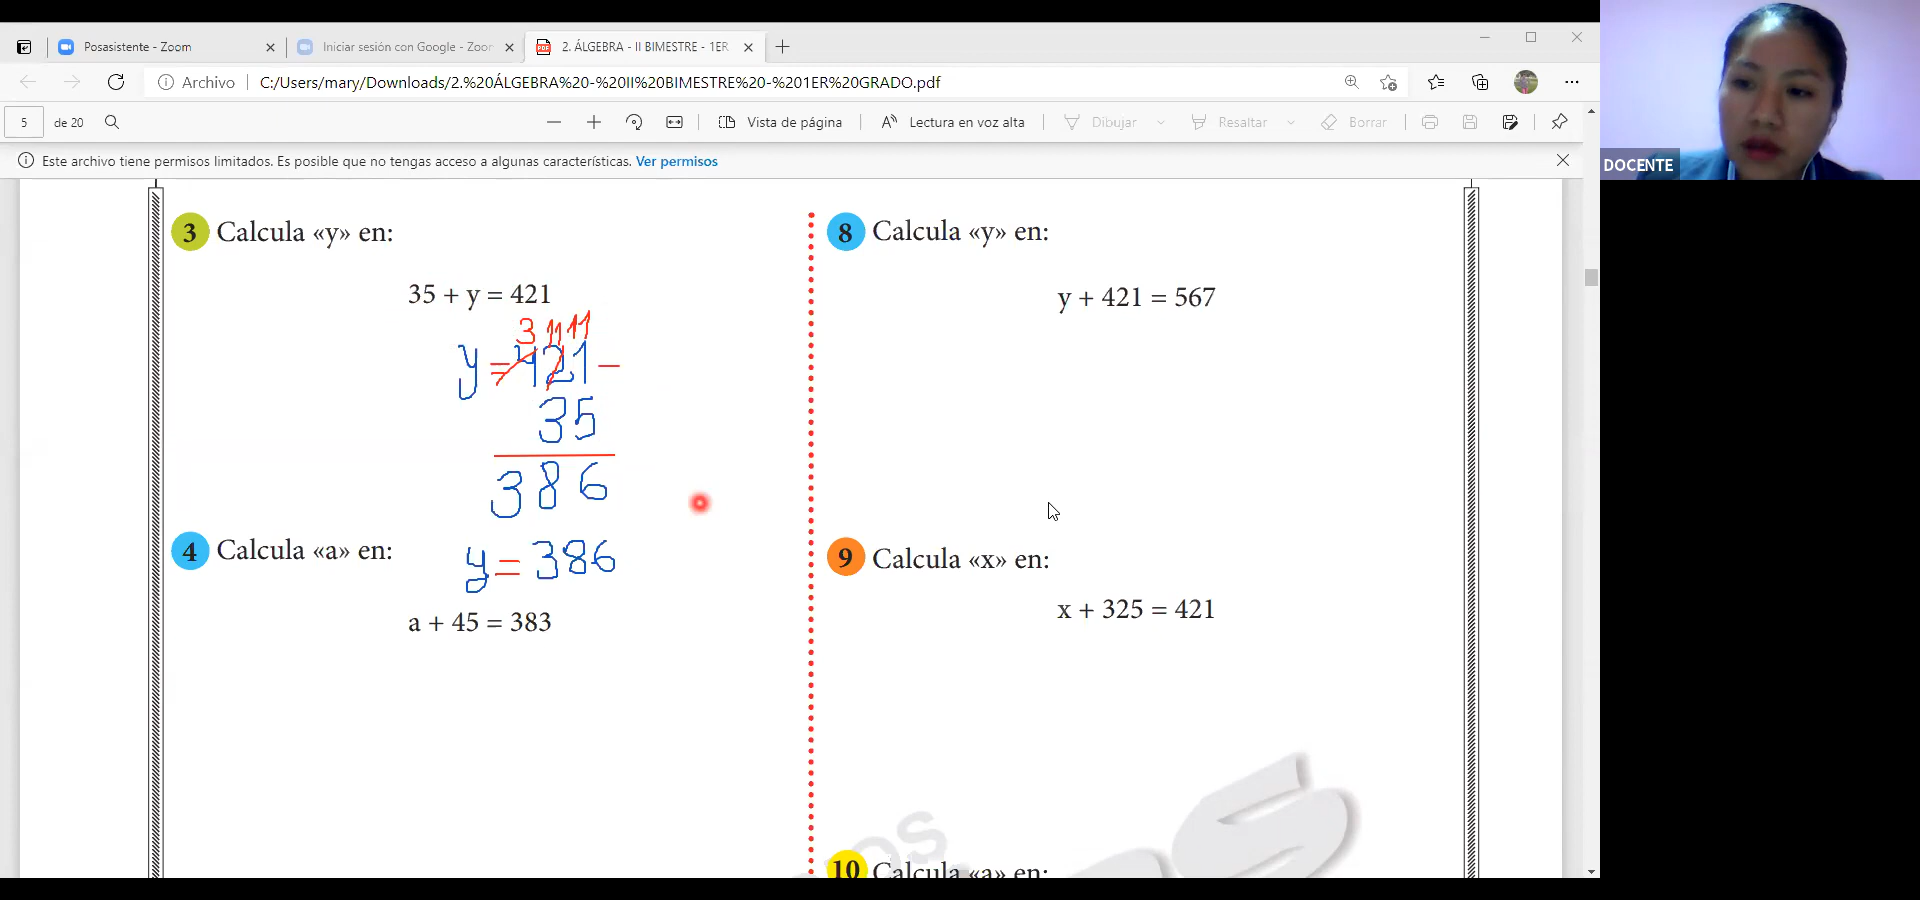 Posasistente - Zoom
Iniciar sesión con Google - Zoor
2. ÁLGEBRA - II BIMESTRE - 1ER
Archivo
C:/Users/mary/Downloads/2.%20ÁLGEBRA%20-%20II%20BIMESTRE%20-%201ER%20GRADO.pdf
5 de 20
Vista de página
Lectura en voz alta
Dibujar
Resaltar
Borrar
Este archivo tiene permisos limitados. Es posible que no tengas acceso a algunas características. Ver permisos
DOCENTE
3 Calcula «y» en:
35 + y = 421
3 11 11
y = 421 -
35
386
y = 386
4 Calcula «a» en:
a + 45 = 383
8 Calcula «y» en:
y + 421 = 567
9 Calcula «x» en:
x + 325 = 421
10 Calcula «a» en: